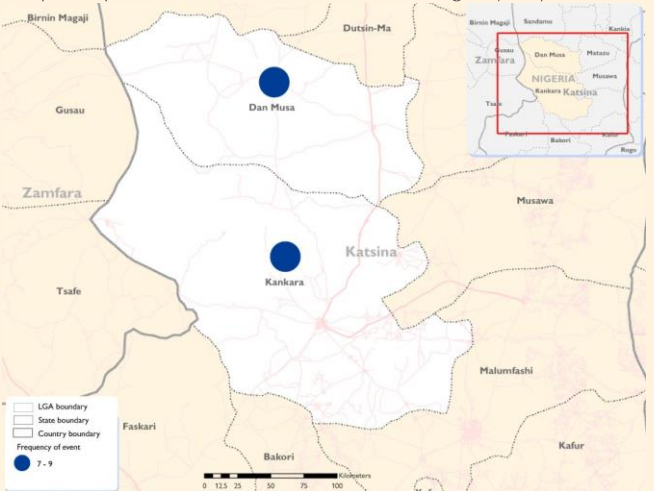 Birnin Magaji
Dutsin-Ma
Gusau
Dan Musa
Zamfara
Musawa
Katsina
Kankara
Tsafe
Malumfashi
Faskari
Bakori
Kafur
Birnin Magaji
Sandamu
Kankia
Gusau
Dan Musa
Matazu
Zamfara
NIGERIA
Musawa
Kankara
Katsina
Tsafe
Faskari
Bakori
Kafur
Rogo
LGA boundary
State boundary
Country boundary
Frequency of event
7 - 9
Kilometers
0 12.5 25 50 75 100